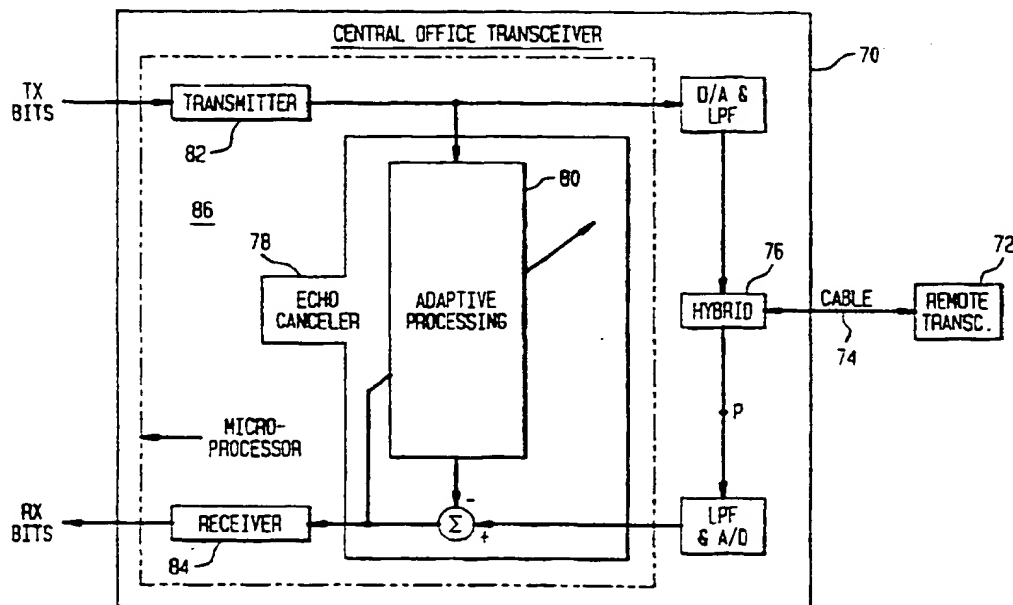 CENTRAL OFFICE TRANSCEIVER
70
TX
BITS
TRANSMITTER
82
D/A &
LPF
86
80
78
ECHO
CANCELER
ADAPTIVE
PROCESSING
76
HYBRID
CABLE
74
72
REMOTE
TRANSC.
P
MICRO-
PROCESSOR
RX
BITS
RECEIVER
84
-
Σ
+
LPF
& A/D